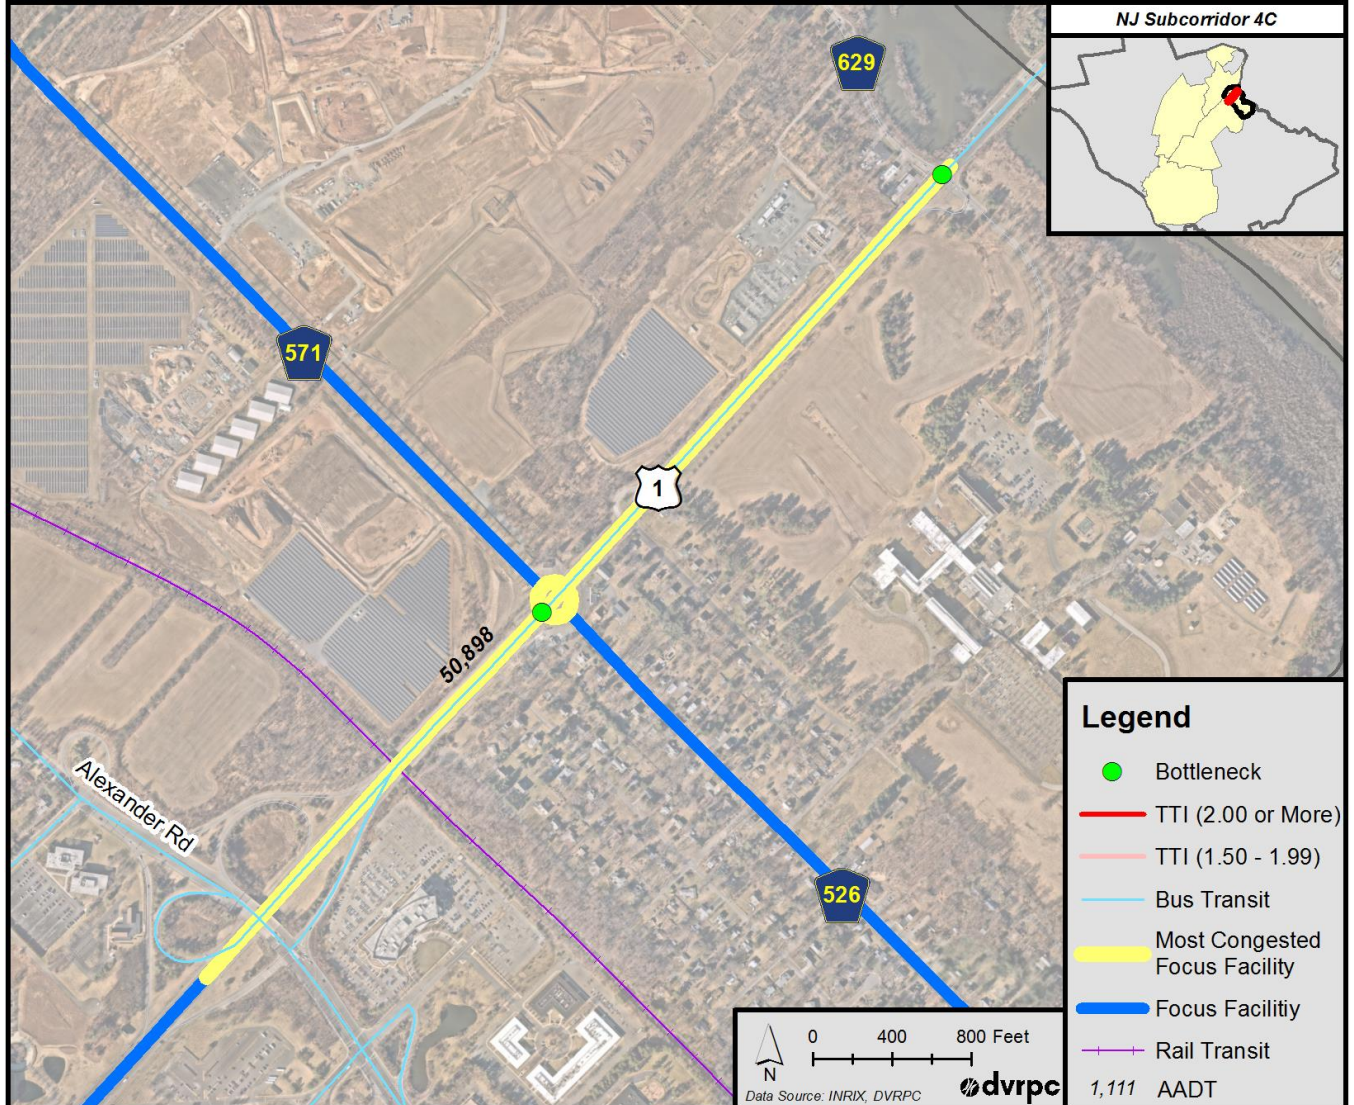 NJ Subcorridor 4C
629
571
1
50,898
Alexander Rd
526
Legend
Bottleneck
TTI (2.00 or More)
TTI (1.50 - 1.99)
Bus Transit
Most Congested
Focus Facility
Focus Facilitiy
Rail Transit
1,111 AADT
0 400 800 Feet
N
Data Source: INRIX, DVRPC
dvrpc